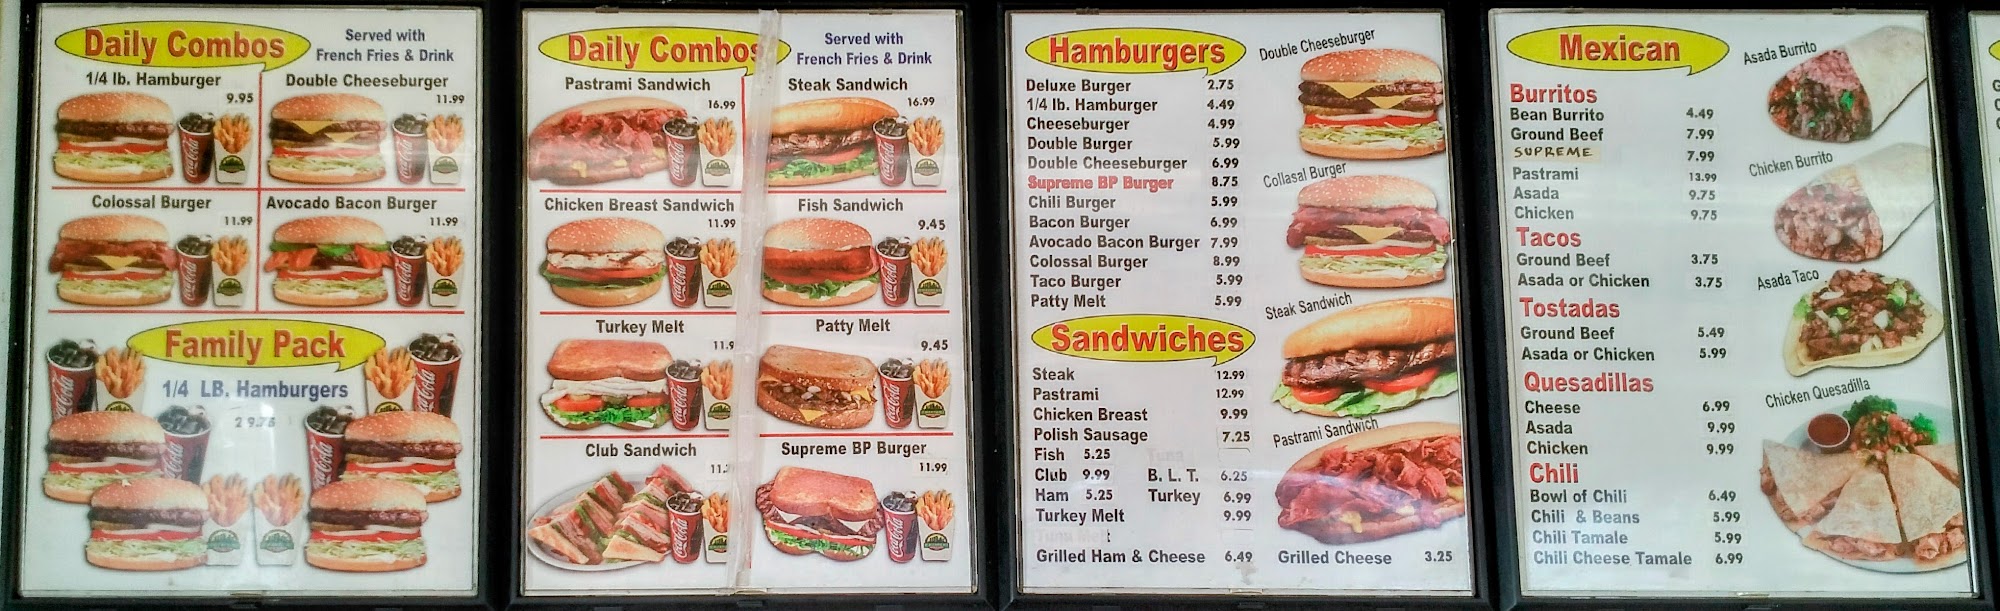 Daily Combos
Served with
French Fries & Drink
1/4 lb. Hamburger
9.95
Double Cheeseburger
11.99
Colossal Burger
11.99
Avocado Bacon Burger
11.99
Family Pack
1/4 LB. Hamburgers
29.75
Daily Combos
Served with
French Fries & Drink
Pastrami Sandwich
16.99
Steak Sandwich
16.99
Chicken Breast Sandwich
11.99
Fish Sandwich
9.45
Turkey Melt
11.9
Patty Melt
9.45
Club Sandwich
Supreme BP Burger
11.99
Coca-Cola
Hamburgers
Deluxe Burger 2.75
1/4 lb. Hamburger 4.49
Cheeseburger 4.99
Double Burger 5.99
Double Cheeseburger 6.99
Supreme BP Burger 8.75
Chili Burger 5.99
Bacon Burger 6.99
Avocado Bacon Burger 7.99
Colossal Burger 8.99
Taco Burger 5.99
Patty Melt 5.99
Sandwiches
Steak 12.99
Pastrami 12.99
Chicken Breast 9.99
Polish Sausage 7.25
Fish 5.25 Tuna
Club 9.99 B. L. T. 6.25
Ham 5.25 Turkey 6.99
Turkey Melt 9.99
Tuna Melt
Grilled Ham & Cheese 6.49 Grilled Cheese 3.25
Double Cheeseburger
Collasal Burger
Steak Sandwich
Pastrami Sandwich
Mexican
Burritos
Bean Burrito 4.49
Ground Beef 7.99
SUPREME 7.99
Pastrami 13.99
Asada 9.75
Chicken 9.75
Tacos
Ground Beef 3.75
Asada or Chicken 3.75
Tostadas
Ground Beef 5.49
Asada or Chicken 5.99
Quesadillas
Cheese 6.99
Asada 9.99
Chicken 9.99
Chili
Bowl of Chili 6.49
Chili & Beans 5.99
Chili Tamale 5.99
Chili Cheese Tamale 6.99
Asada Burrito
Chicken Burrito
Asada Taco
Chicken Quesadilla